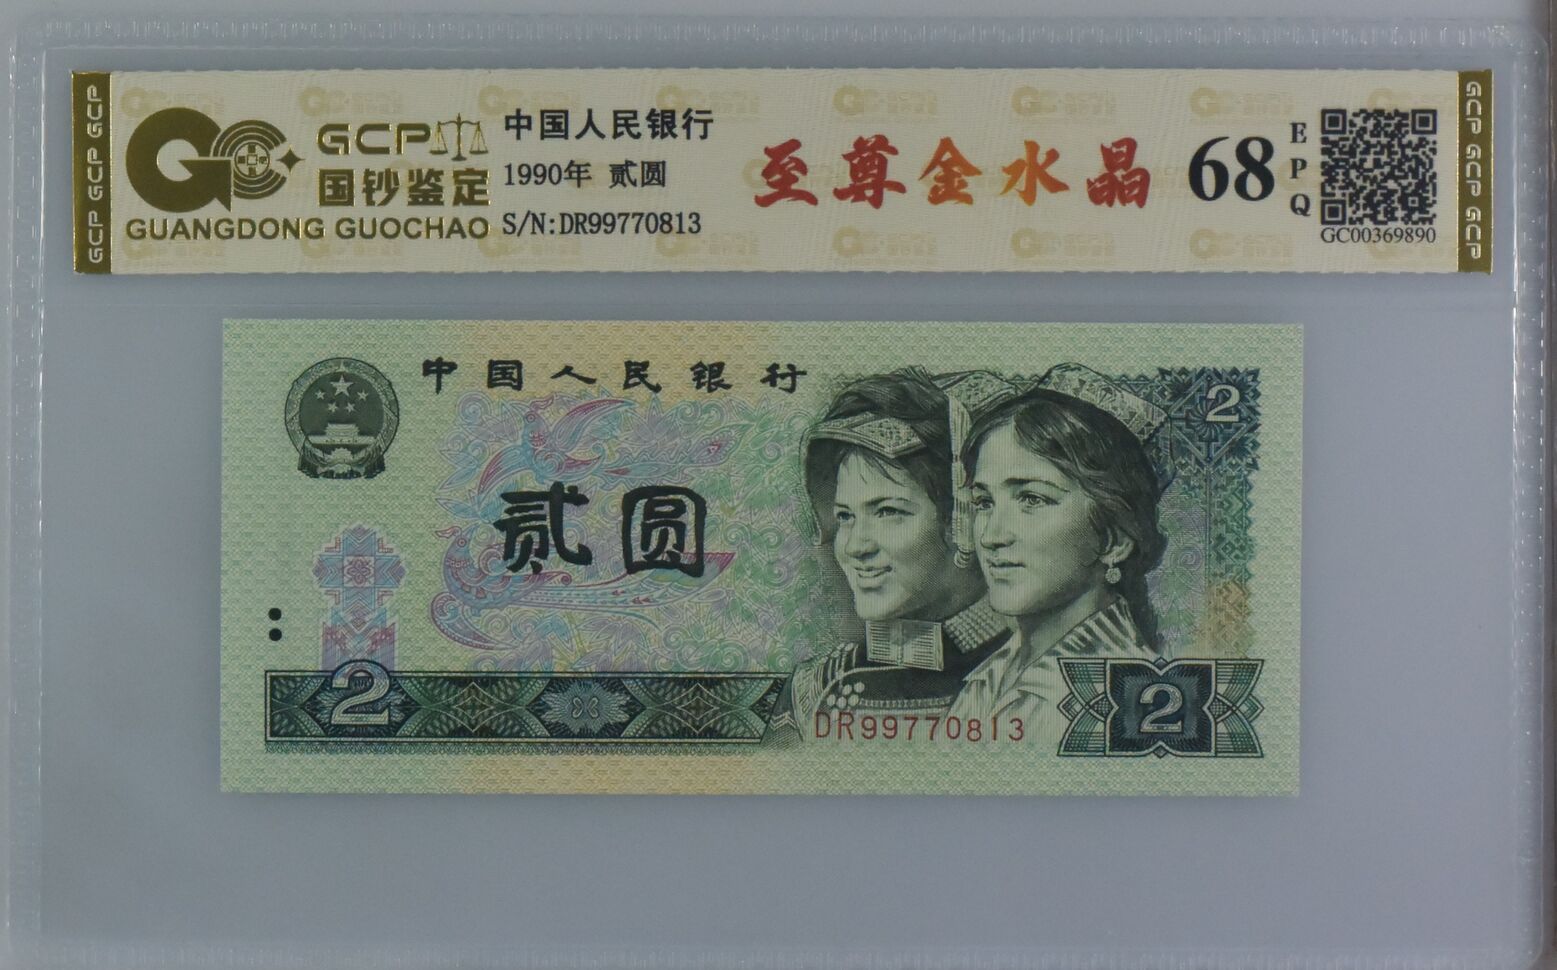 GCP GCP GCP
GCP
国钞鉴定
GUANGDONG GUOCHAO
中国人民银行
1990年 贰圆
S/N:DR99770813
至尊金水晶
68
EPQ
GC00369890
GCP GCP GCP
中国人民银行
贰圆
2
2
2
DR99770813